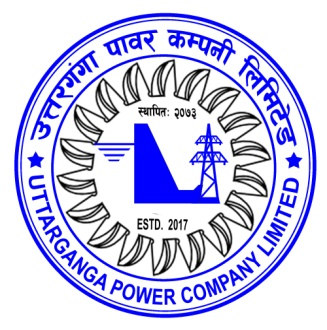 उत्तरगंगा पावर कम्पनी लिमिटेड
स्थापित: २०७३
ESTD. 2017
UTTARGANGA POWER COMPANY LIMITED